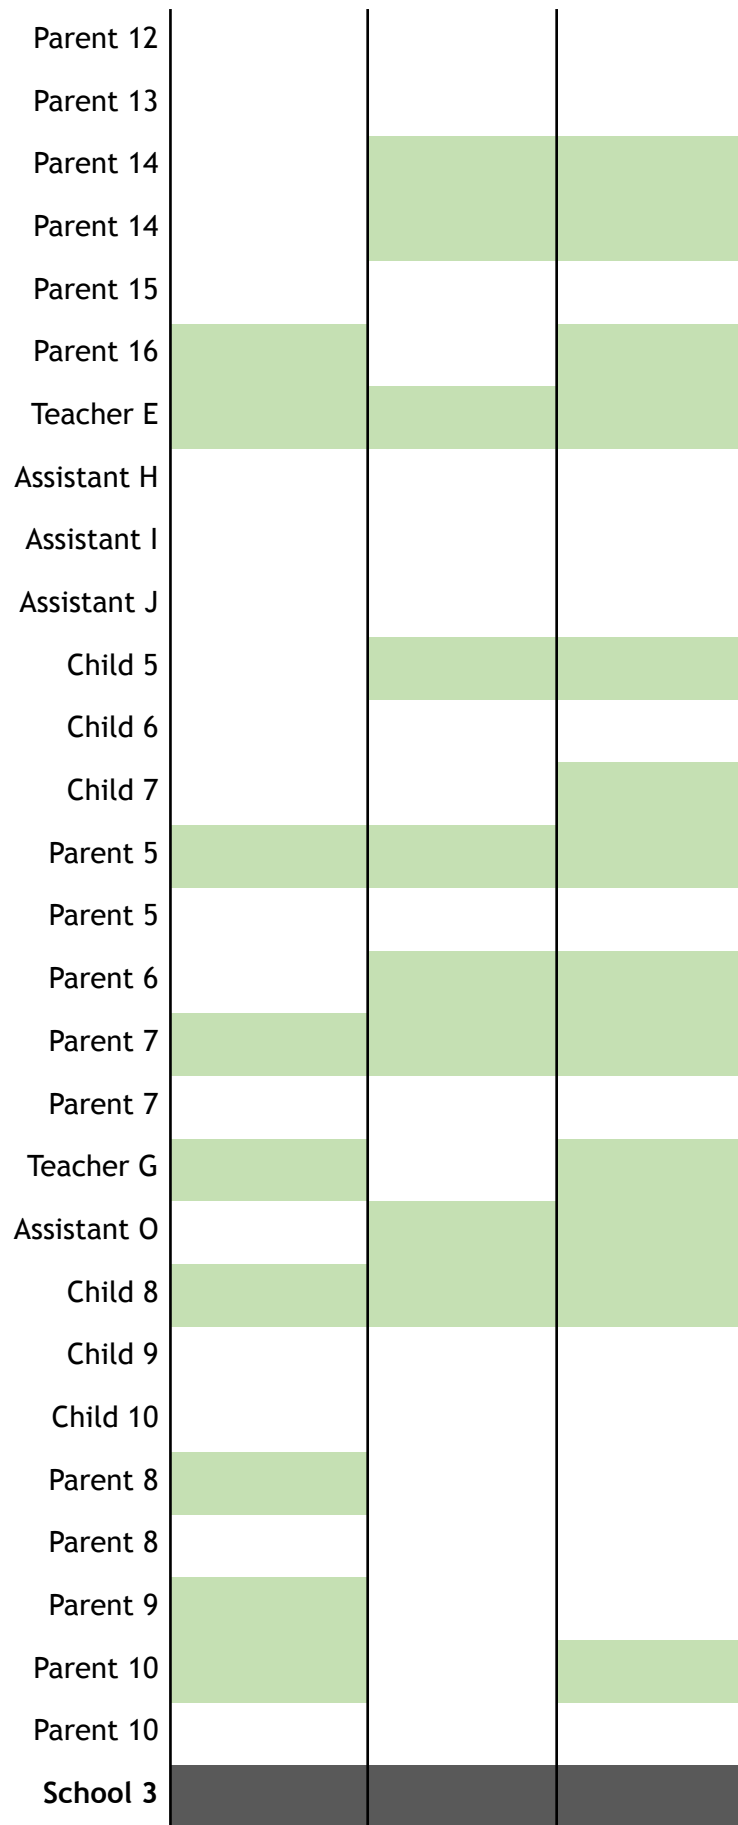 Parent 12
Parent 13
Parent 14
Parent 14
Parent 15
Parent 16
Teacher E
Assistant H
Assistant I
Assistant J
Child 5
Child 6
Child 7
Parent 5
Parent 5
Parent 6
Parent 7
Parent 7
Teacher G
Assistant O
Child 8
Child 9
Child 10
Parent 8
Parent 8
Parent 9
Parent 10
Parent 10
School 3